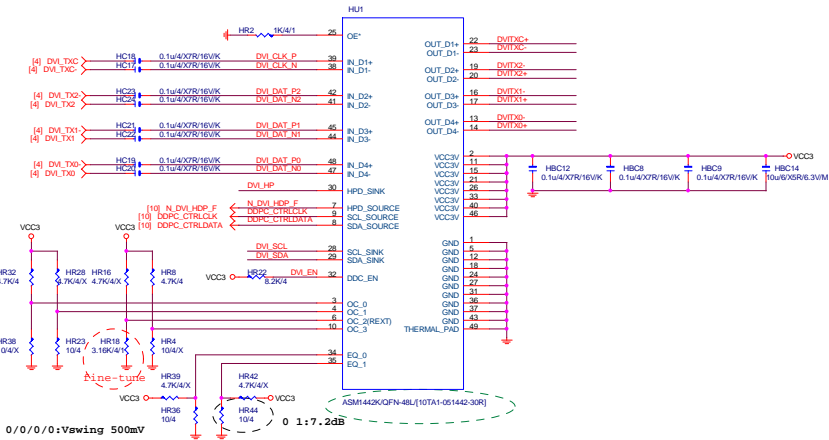 HU1
HR2 1K/4/1
25 OE*
OUT_D1+ 22 DVITXC+
OUT_D1- 23 DVITXC-
[4] DVI_TXC HC18 0.1u/4/X7R/16V/K DVI_CLK_P 39 IN_D1+
[4] DVI_TXC- HC17 0.1u/4/X7R/16V/K DVI_CLK_N 38 IN_D1-
OUT_D2+ 19 DVITX2-
OUT_D2- 20 DVITX2+
[4] DVI_TX2- HC23 0.1u/4/X7R/16V/K DVI_DAT_P2 42 IN_D2+
[4] DVI_TX2 HC24 0.1u/4/X7R/16V/K DVI_DAT_N2 41 IN_D2-
OUT_D3+ 16 DVITX1-
OUT_D3- 17 DVITX1+
[4] DVI_TX1- HC21 0.1u/4/X7R/16V/K DVI_DAT_P1 45 IN_D3+
[4] DVI_TX1 HC22 0.1u/4/X7R/16V/K DVI_DAT_N1 44 IN_D3-
OUT_D4+ 13 DVITX0-
OUT_D4- 14 DVITX0+
[4] DVI_TX0- HC19 0.1u/4/X7R/16V/K DVI_DAT_P0 48 IN_D4+
[4] DVI_TX0 HC20 0.1u/4/X7R/16V/K DVI_DAT_N0 47 IN_D4-
VCC3V 2
VCC3V 11
VCC3V 15
VCC3V 21
VCC3V 26
VCC3V 33
VCC3V 40
VCC3V 46
VCC3
HBC12 0.1u/4/X7R/16V/K
HBC8 0.1u/4/X7R/16V/K
HBC9 0.1u/4/X7R/16V/K
HBC14 10u/6/X5R/6.3V/M
DVI_HP 30 HPD_SINK
[10] N_DVI_HDP_F N_DVI_HDP_F 7 HPD_SOURCE
[10] DDPC_CTRLCLK DDPC_CTRLCLK 9 SCL_SOURCE
[10] DDPC_CTRLDATA DDPC_CTRLDATA 8 SDA_SOURCE
DVI_SCL 28 SCL_SINK
DVI_SDA 29 SDA_SINK
VCC3 HR22 8.2K/4 DVI_EN 32 DDC_EN
GND 1
GND 5
GND 12
GND 18
GND 24
GND 27
GND 31
GND 36
GND 37
GND 43
THERMAL_PAD 49
VCC3
VCC3
HR32 4.7K/4
HR28 4.7K/4/X
HR16 4.7K/4/X
HR8 4.7K/4
3 OC_0
4 OC_1
6 OC_2(REXT)
10 OC_3
HR38 0/4/X
HR23 10/4
HR18 3.16K/4/1
HR4 10/4/X
Fine-tune
34 EQ_0
35 EQ_1
HR39 4.7K/4/X
HR42 4.7K/4/X
VCC3
VCC3
HR36 10/4
HR44 10/4
ASM1442K/QFN-48L/[10TA1-051442-30R]
0 1:7.2dB
0/0/0/0:Vswing 500mV